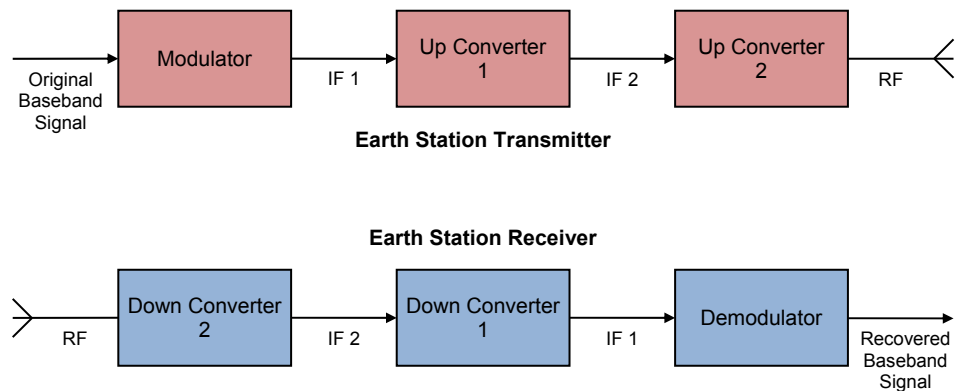 Modulator
Up Converter
1
Up Converter
2
Original
Baseband
Signal
IF 1
IF 2
RF
Earth Station Transmitter
Earth Station Receiver
Down Converter
2
Down Converter
1
Demodulator
RF
IF 2
IF 1
Recovered
Baseband
Signal